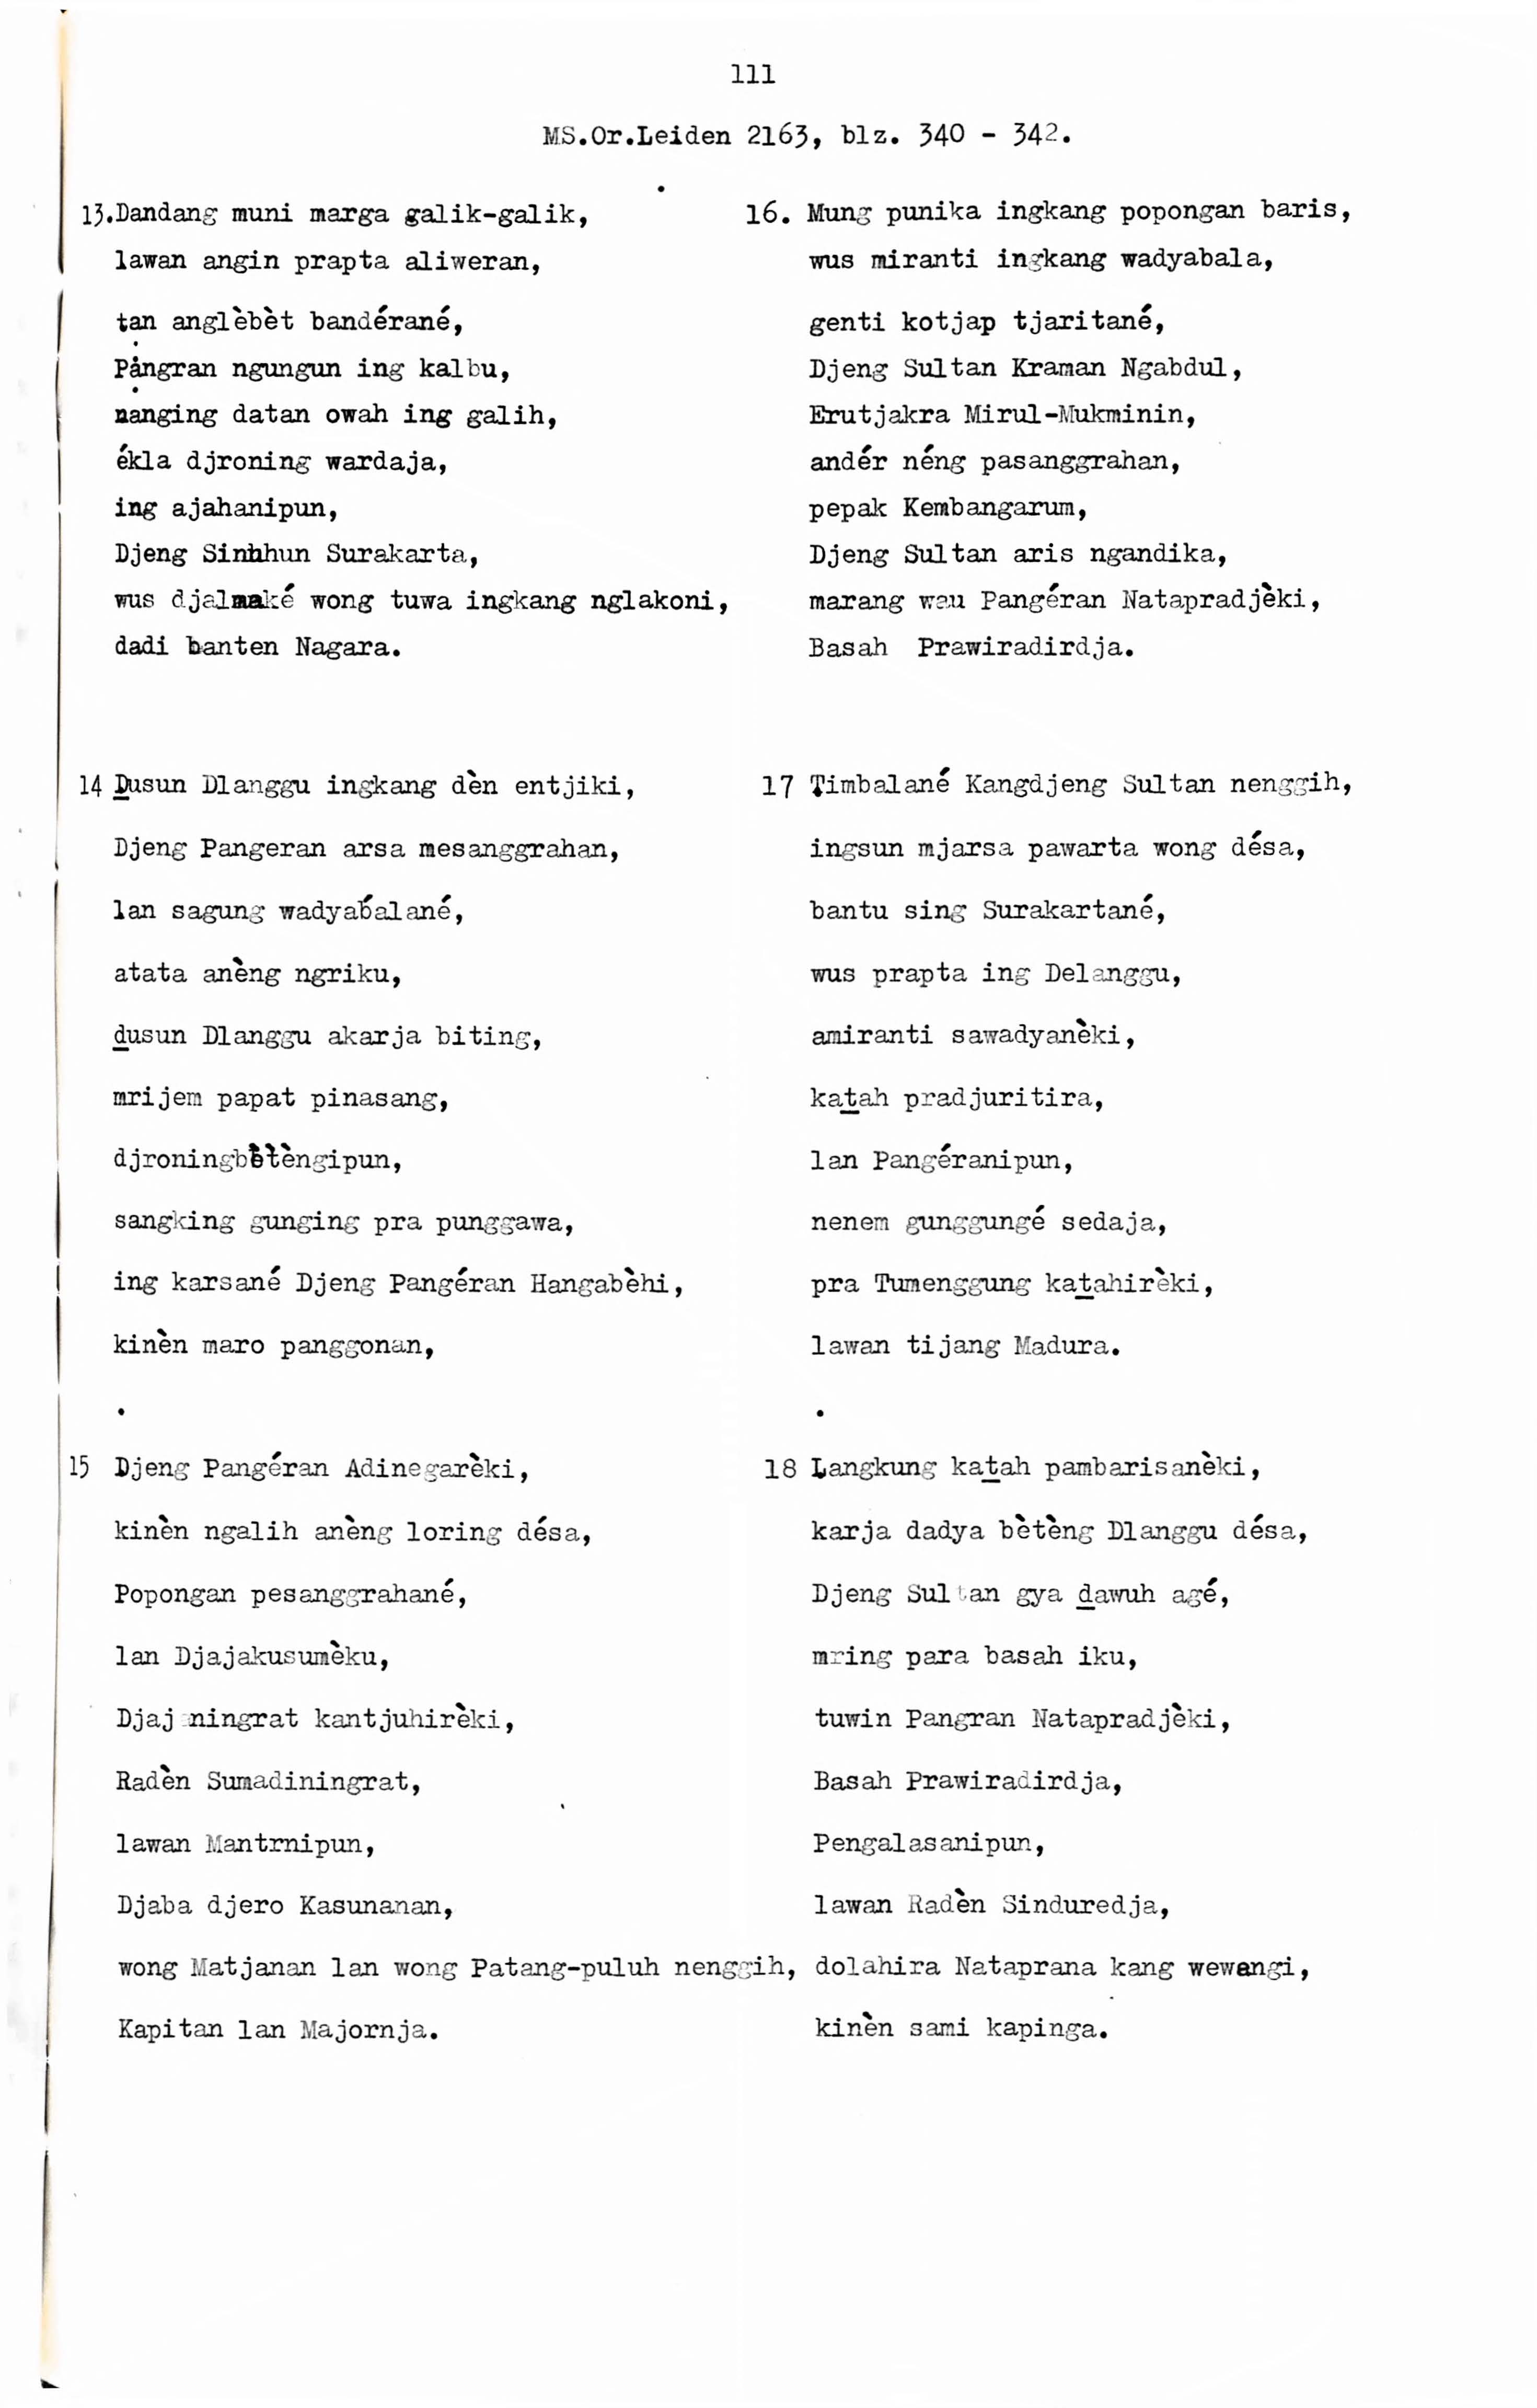 111
MS.Or.Leiden 2163, blz. 340 - 342.
13.Dandang muni marga galik-galik,
lawan angin prapta aliweran,
tan anglèbèt bandérané,
Pangran ngungun ing kalbu,
nanging datan owah ing galih,
ékla djroning wardaja,
ing ajahanipun,
Djeng Sinhhun Surakarta,
wus djalmaké wong tuwa ingkang nglakoni,
dadi banten Nagara.
14 Dusun Dlanggu ingkang dèn entjiki,
Djeng Pangeran arsa mesanggrahan,
lan sagung wadyabalané,
atata anèng ngriku,
dusun Dlanggu akarja biting,
mrijem papat pinasang,
djroningbètèngipun,
sangking gunging pra punggawa,
ing karsané Djeng Pangéran Hangabèhi,
kinèn maro panggonan,
15 Djeng Pangéran Adinegarèki,
kinèn ngalih anèng loring désa,
Popongan pesanggrahané,
lan Djajakusumèku,
Djajaningrat kantjuhirèki,
Radèn Sumadiningrat,
lawan Mantrnipun,
Djaba djero Kasunanan,
wong Matjanan lan wong Patang-puluh nenggih,
Kapitan lan Majornja.
16. Mung punika ingkang popongan baris,
wus miranti ingkang wadyabala,
genti kotjap tjaritané,
Djeng Sultan Kraman Ngabdul,
Erutjakra Mirul-Mukminin,
andér néng pasanggrahan,
pepak Kembangarum,
Djeng Sultan aris ngandika,
marang wau Pangéran Natapradjèki,
Basah Prawiradirdja.
17 Timbalané Kangdjeng Sultan nenggih,
ingsun mjarsa pawarta wong désa,
bantu sing Surakartané,
wus prapta ing Delanggu,
amiranti sawadyanèki,
kaṯah pradjuritira,
lan Pangéranipun,
nenem gunggungé sedaja,
pra Tumenggung kaṯahirèki,
lawan tijang Madura.
18 Langkung kaṯah pambarisanèki,
karja dadya bètèng Dlanggu désa,
Djeng Sultan gya ḏawuh agé,
mring para basah iku,
tuwin Pangran Natapradjèki,
Basah Prawiradirdja,
Pengalasanipun,
lawan Radèn Sinduredja,
dolahira Nataprana kang wewangi,
kinèn sami kapinga.